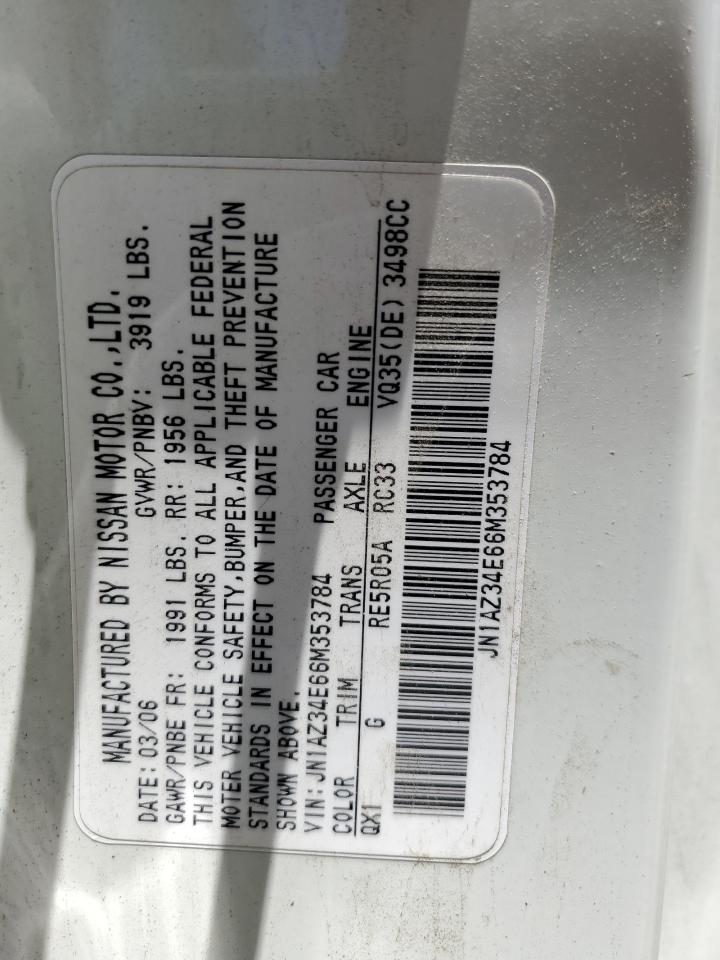 MANUFACTURED BY NISSAN MOTOR CO.,LTD.
DATE: 03/06 GVWR/PNBV: 3919 LBS.
GAWR/PNBE FR: 1991 LBS. RR: 1956 LBS.
THIS VEHICLE CONFORMS TO ALL APPLICABLE FEDERAL
MOTER VEHICLE SAFETY,BUMPER,AND THEFT PREVENTION
STANDARDS IN EFFECT ON THE DATE OF MANUFACTURE
SHOWN ABOVE.
VIN: JN1AZ34E66M353784 PASSENGER CAR
COLOR TRIM TRANS AXLE ENGINE
QX1 G RE5R05A RC33 VQ35(DE) 3498CC
JN1AZ34E66M353784